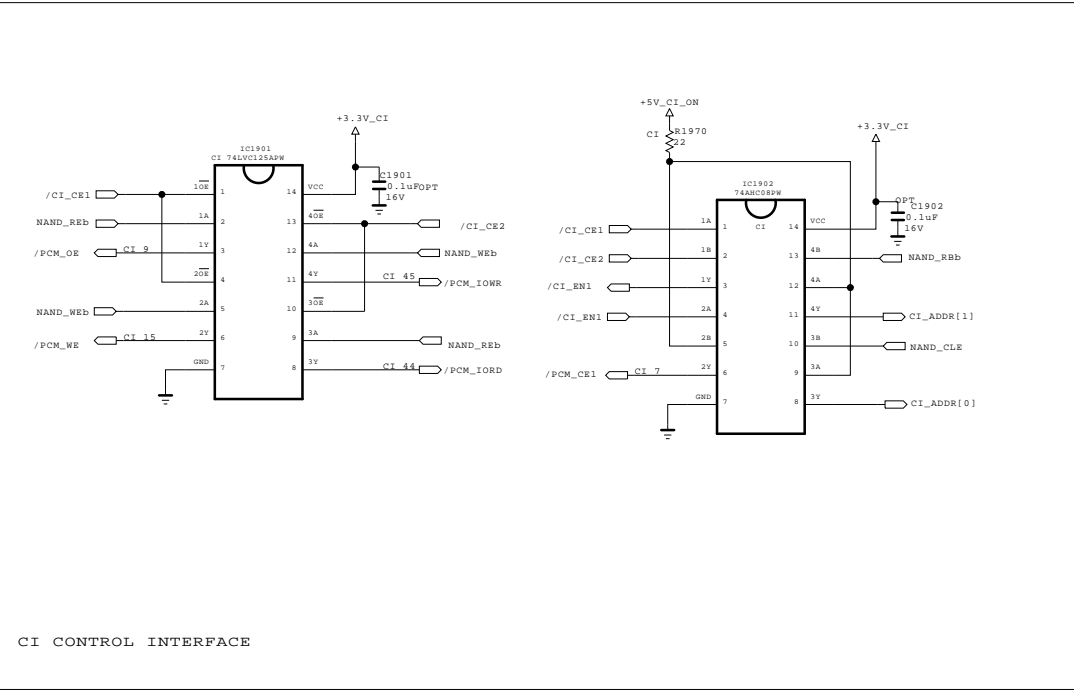 +3.3V_CI
IC1901
CI 74LVC125APW
C1901
0.1uF
OPT
16V
/CI_CE1
1OE
1
14
VCC
NAND_REb
1A
2
13
4OE
/CI_CE2
/PCM_OE
CI 9
1Y
3
12
4A
NAND_WEb
2OE
4
11
4Y
CI 45
/PCM_IOWR
NAND_WEb
2A
5
10
3OE
/PCM_WE
CI 15
2Y
6
9
3A
NAND_REb
GND
7
8
3Y
CI 44
/PCM_IORD
+5V_CI_ON
CI
R1970
22
+3.3V_CI
IC1902
74AHC08PW
CI
OPT
C1902
0.1uF
16V
/CI_CE1
1A
1
14
VCC
/CI_CE2
1B
2
13
4B
NAND_RBb
/CI_EN1
1Y
3
12
4A
/CI_EN1
2A
4
11
4Y
CI_ADDR[1]
2B
5
10
3B
NAND_CLE
/PCM_CE1
CI 7
2Y
6
9
3A
GND
7
8
3Y
CI_ADDR[0]
CI CONTROL INTERFACE